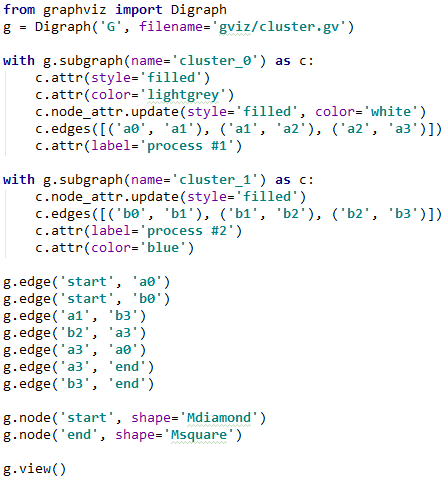 from graphviz import Digraph
g = Digraph('G', filename='gviz/cluster.gv')

with g.subgraph(name='cluster_0') as c:
    c.attr(style='filled')
    c.attr(color='lightgrey')
    c.node_attr.update(style='filled', color='white')
    c.edges([('a0', 'a1'), ('a1', 'a2'), ('a2', 'a3')])
    c.attr(label='process #1')

with g.subgraph(name='cluster_1') as c:
    c.node_attr.update(style='filled')
    c.edges([('b0', 'b1'), ('b1', 'b2'), ('b2', 'b3')])
    c.attr(label='process #2')
    c.attr(color='blue')

g.edge('start', 'a0')
g.edge('start', 'b0')
g.edge('a1', 'b3')
g.edge('b2', 'a3')
g.edge('a3', 'a0')
g.edge('a3', 'end')
g.edge('b3', 'end')

g.node('start', shape='Mdiamond')
g.node('end', shape='Msquare')

g.view()